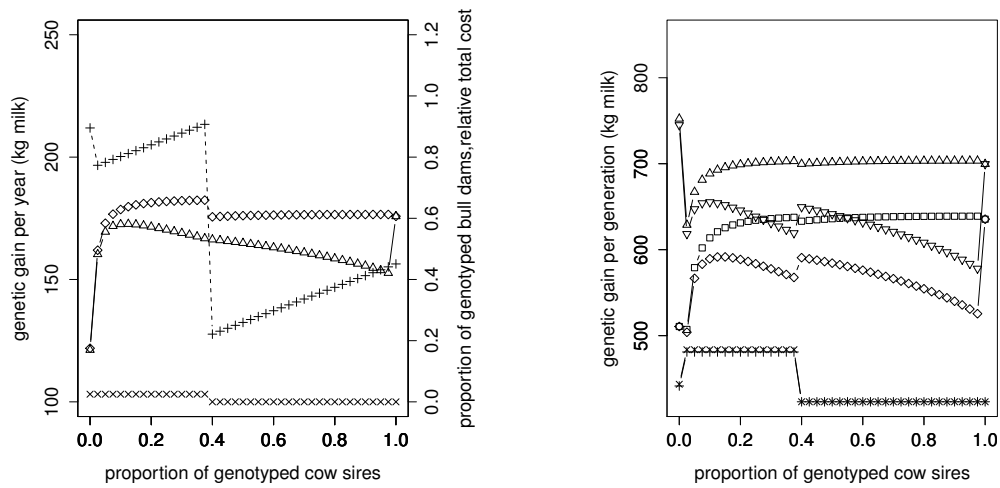 250
200
150
100
genetic gain per year (kg milk)
0.0 0.2 0.4 0.6 0.8 1.0
proportion of genotyped cow sires
1.2
1.0
0.8
0.6
0.4
0.2
0.0
proportion of genotyped bull dams,relative total cost
800
700
600
500
genetic gain per generation (kg milk)
0.0 0.2 0.4 0.6 0.8 1.0
proportion of genotyped cow sires